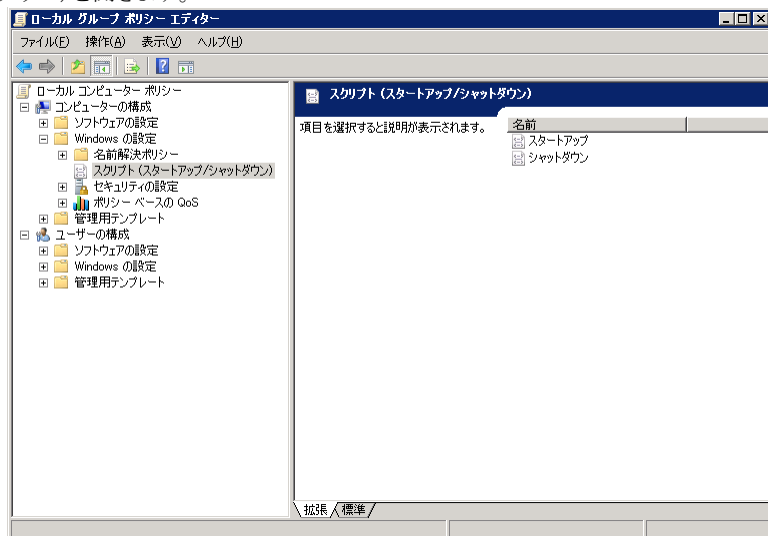 ローカル グループ ポリシー エディター
ファイル(F) 操作(A) 表示(V) ヘルプ(H)
ローカル コンピューター ポリシー
コンピューターの構成
ソフトウェアの設定
Windows の設定
名前解決ポリシー
スクリプト (スタートアップ/シャットダウン)
セキュリティの設定
ポリシー ベースの QoS
管理用テンプレート
ユーザーの構成
ソフトウェアの設定
Windows の設定
管理用テンプレート
スクリプト (スタートアップ/シャットダウン)
項目を選択すると説明が表示されます。
名前
スタートアップ
シャットダウン
拡張 標準